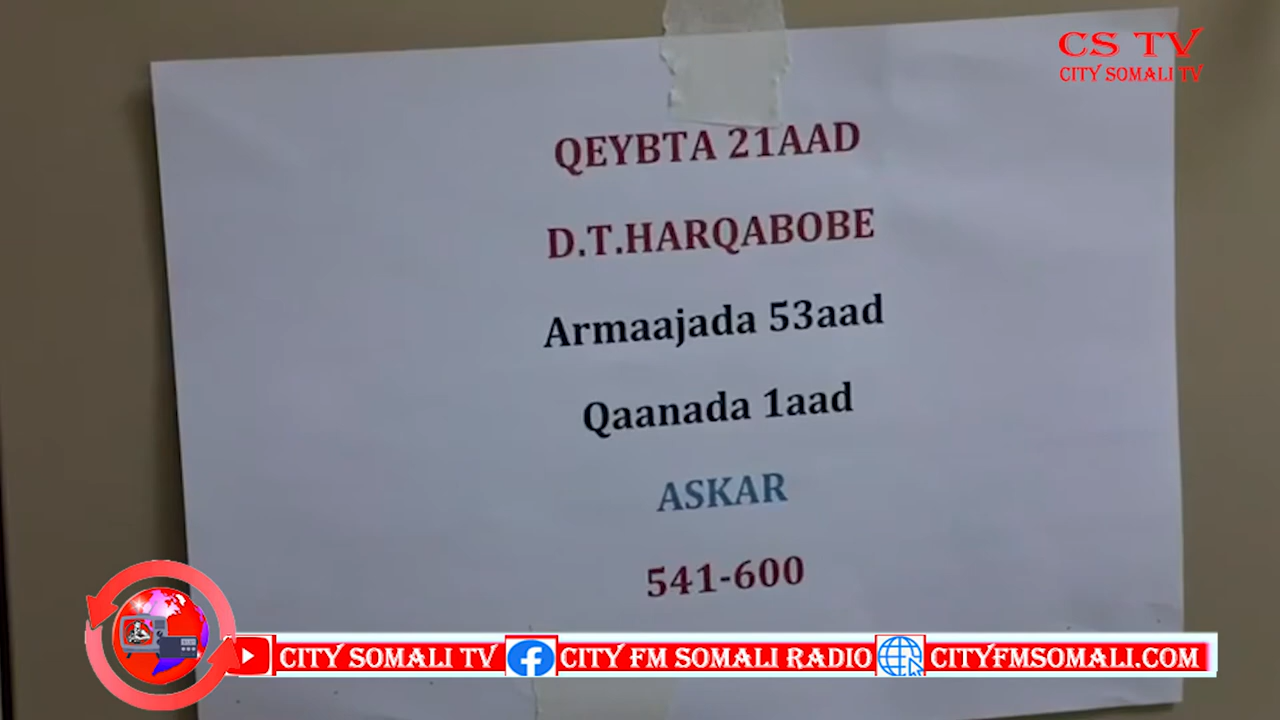 CS TV
CITY SOMALI TV
QEYBTA 21AAD
D.T.HARQABOBE
Armaajada 53aad
Qaanada 1aad
ASKAR
541-600
CITY SOMALI TV CITY FM SOMALI RADIO CITYFMSOMALI.COM